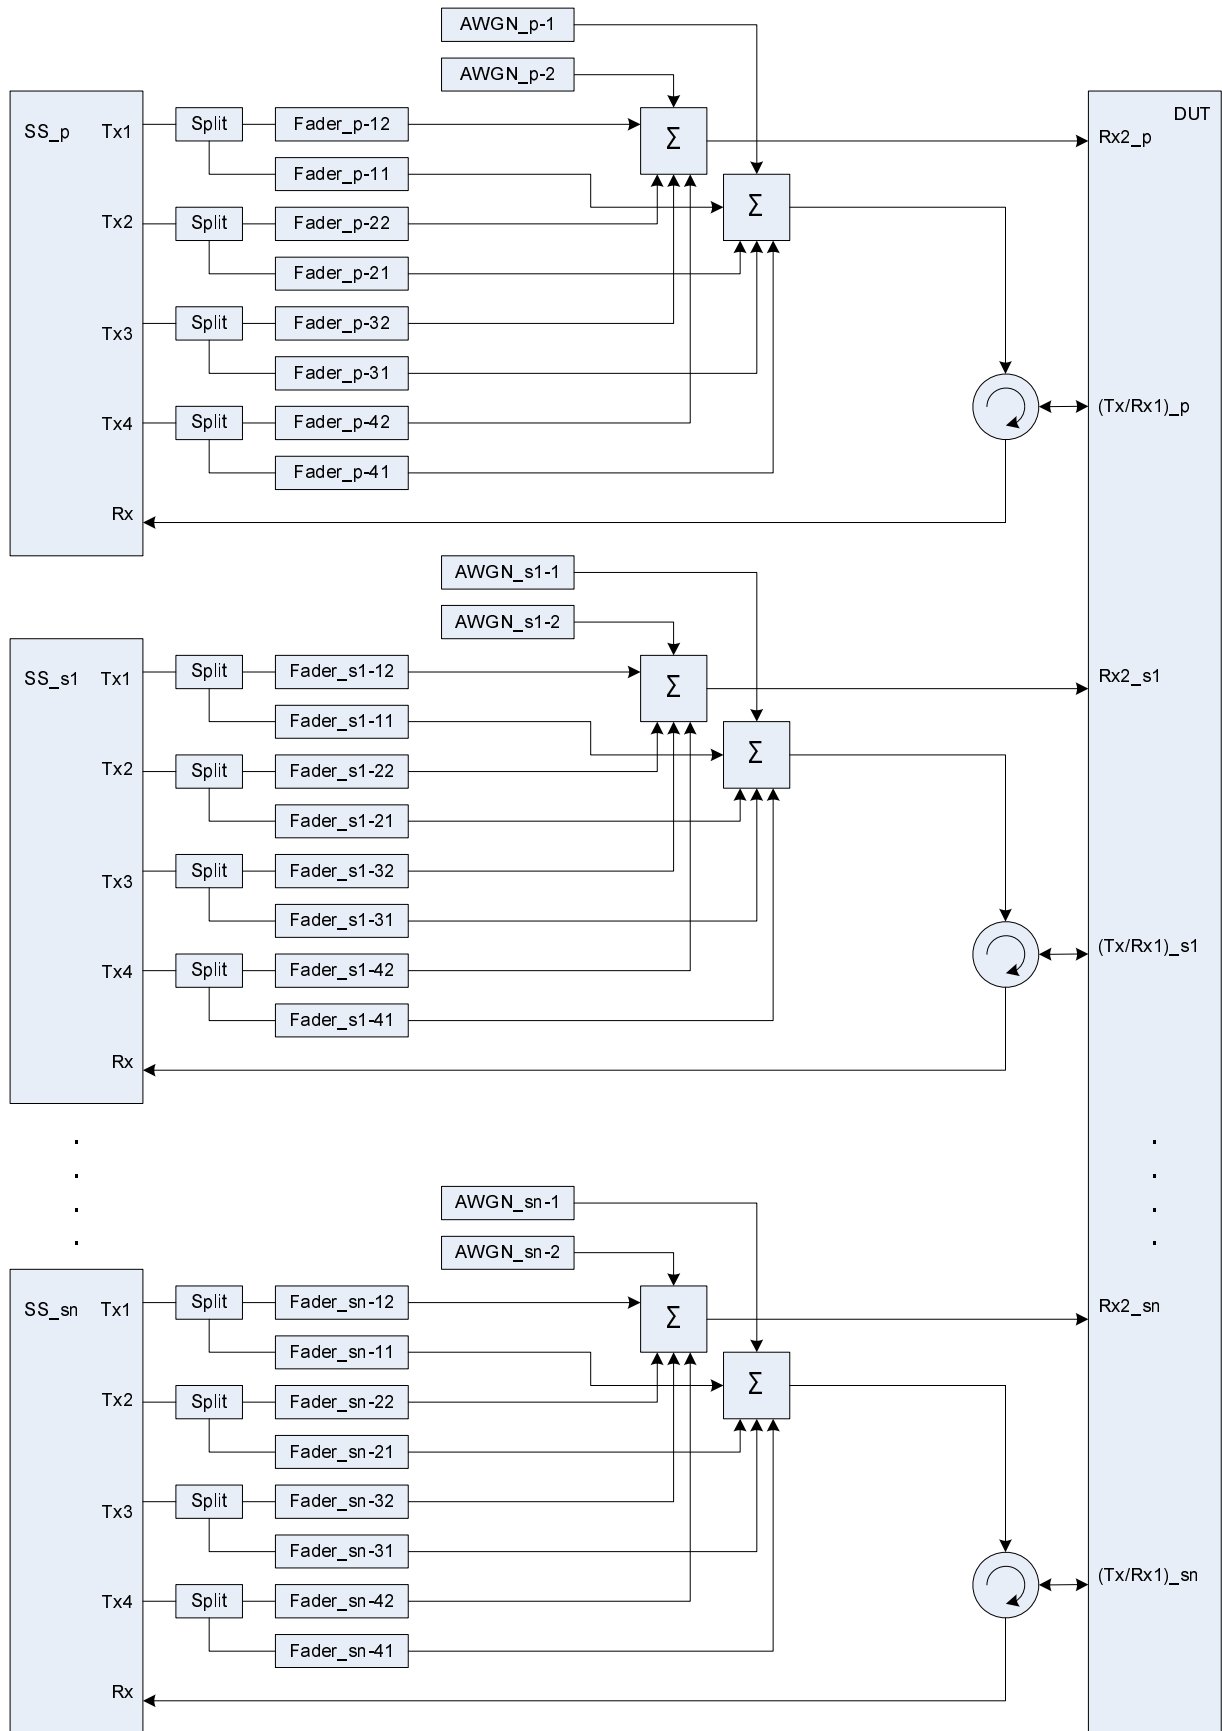 AWGN_p-1
AWGN_p-2
DUT
SS_p
Tx1
Split
Fader_p-12
Σ
Rx2_p
Fader_p-11
Tx2
Split
Fader_p-22
Σ
Fader_p-21
Tx3
Split
Fader_p-32
Fader_p-31
(Tx/Rx1)_p
Tx4
Split
Fader_p-42
Fader_p-41
Rx
AWGN_s1-1
AWGN_s1-2
SS_s1
Tx1
Split
Fader_s1-12
Σ
Rx2_s1
Fader_s1-11
Tx2
Split
Fader_s1-22
Σ
Fader_s1-21
Tx3
Split
Fader_s1-32
Fader_s1-31
(Tx/Rx1)_s1
Tx4
Split
Fader_s1-42
Fader_s1-41
Rx
AWGN_sn-1
AWGN_sn-2
SS_sn
Tx1
Split
Fader_sn-12
Σ
Rx2_sn
Fader_sn-11
Tx2
Split
Fader_sn-22
Σ
Fader_sn-21
Tx3
Split
Fader_sn-32
Fader_sn-31
(Tx/Rx1)_sn
Tx4
Split
Fader_sn-42
Fader_sn-41
Rx